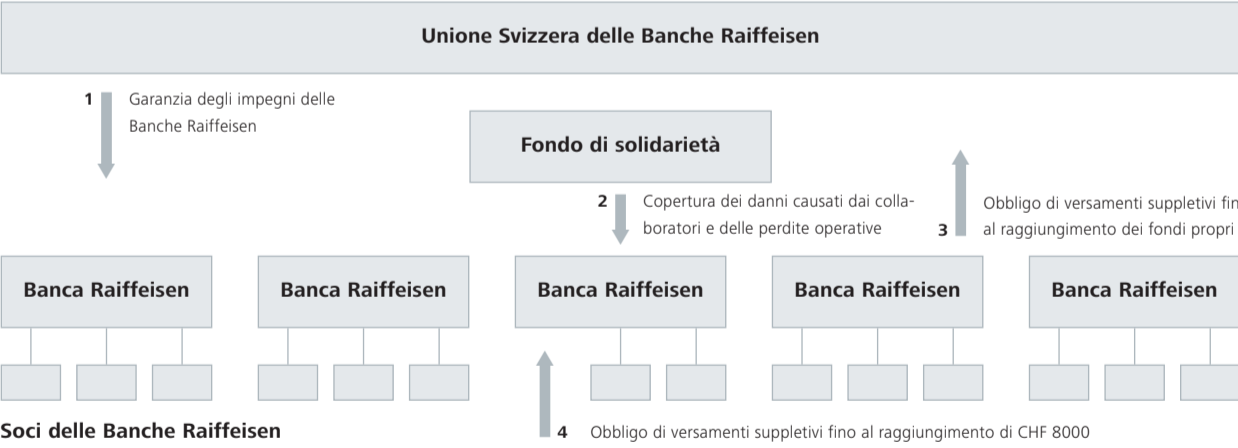 Unione Svizzera delle Banche Raiffeisen
1 Garanzia degli impegni delle
Banche Raiffeisen
Fondo di solidarietà
2 Copertura dei danni causati dai colla-
boratori e delle perdite operative
3 Obbligo di versamenti suppletivi
al raggiungimento dei fondi propri
Banca Raiffeisen
Banca Raiffeisen
Banca Raiffeisen
Banca Raiffeisen
Banca Raiffeisen
Soci delle Banche Raiffeisen
4 Obbligo di versamenti suppletivi fino al raggiungimento di CHF 8000